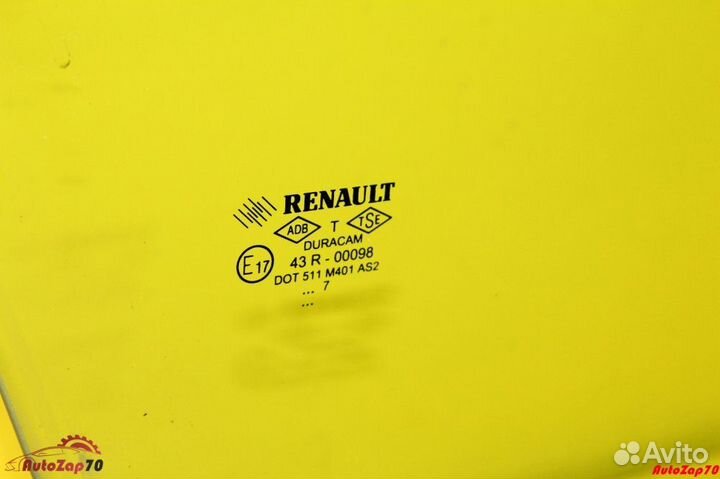 RENAULT
ADB T TSE
DURACAM
E17 43 R - 00098
DOT 511 M401 AS2
... 7
...
AutoZap70
Avito
AutoZap70